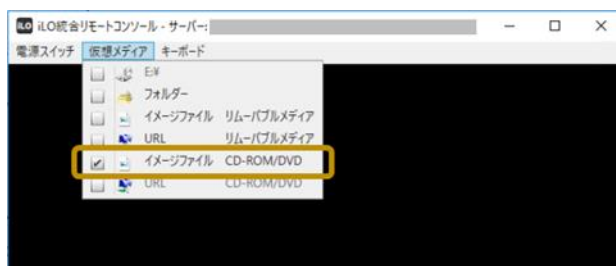 iLO iLO統合リモートコンソール - サーバー:
電源スイッチ 仮想メディア キーボード
E:¥
フォルダー
イメージファイル リムーバブルメディア
URL リムーバブルメディア
イメージファイル CD-ROM/DVD
URL CD-ROM/DVD